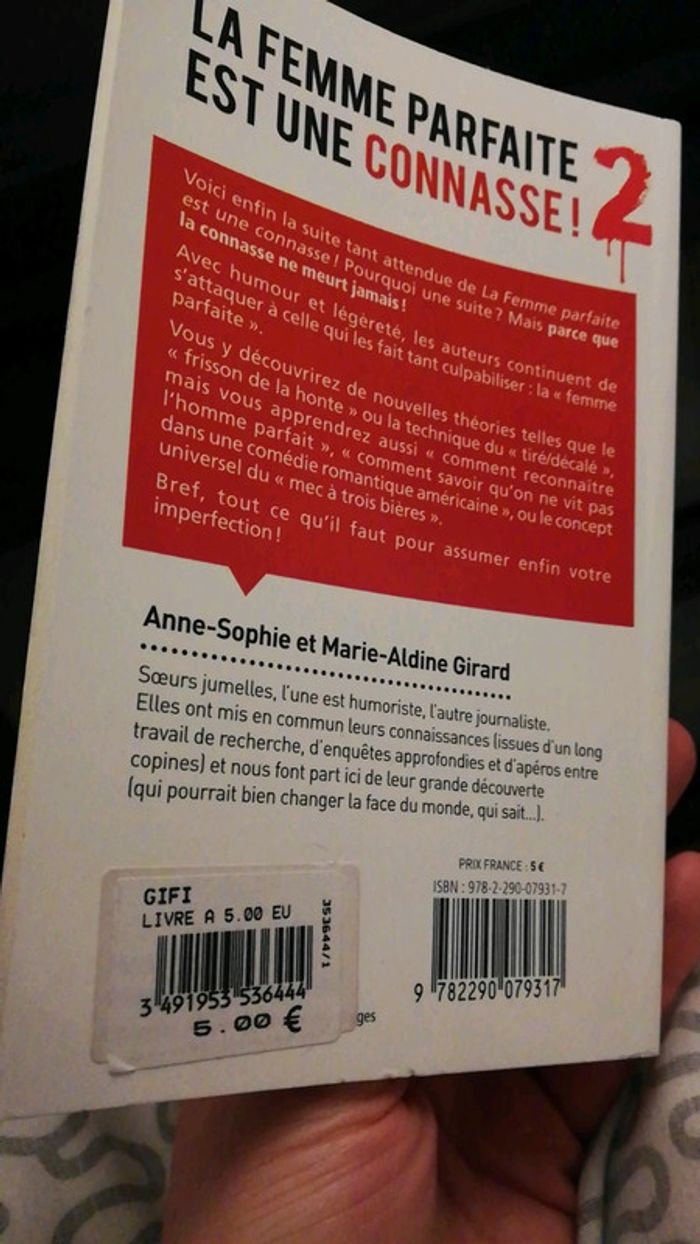 LA FEMME PARFAITE
EST UNE CONNASSE ! 2
Voici enfin la suite tant attendue de La Femme parfaite
est une connasse ! Pourquoi une suite ? Mais parce que
la connasse ne meurt jamais !
Avec humour et légèreté, les auteurs continuent de
s'attaquer à celle qui les fait tant culpabiliser : la « femme
parfaite ».
Vous y découvrirez de nouvelles théories telles que le
« frisson de la honte » ou la technique du « tiré/décalé »,
mais vous apprendrez aussi « comment reconnaître
l'homme parfait », « comment savoir qu'on ne vit pas
dans une comédie romantique américaine », ou le concept
universel du « mec à trois bières ».
Bref, tout ce qu'il faut pour assumer enfin votre
imperfection !
Anne-Sophie et Marie-Aldine Girard
Sœurs jumelles, l'une est humoriste, l'autre journaliste.
Elles ont mis en commun leurs connaissances (issues d'un long
travail de recherche, d'enquêtes approfondies et d'apéros entre
copines) et nous font part ici de leur grande découverte
(qui pourrait bien changer la face du monde, qui sait...).
PRIX FRANCE : 5 €
ISBN : 978-2-290-07931-7
9 782290 079317
GIFI
LIVRE A 5.00 EU
353644/1
3 491953 536444
5.00 €
ges